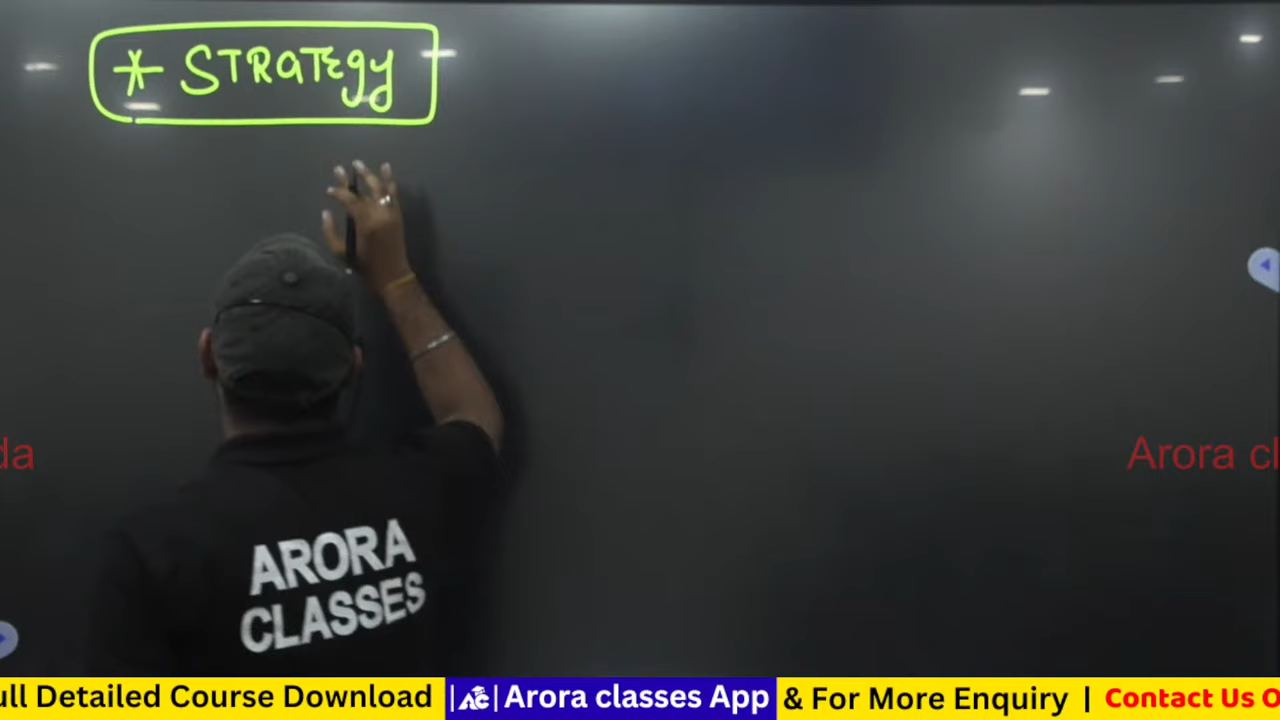 * STRATEgy
da
Arora cl
ARORA
CLASSES
ull Detailed Course Download |AC| Arora classes App & For More Enquiry | Contact Us O